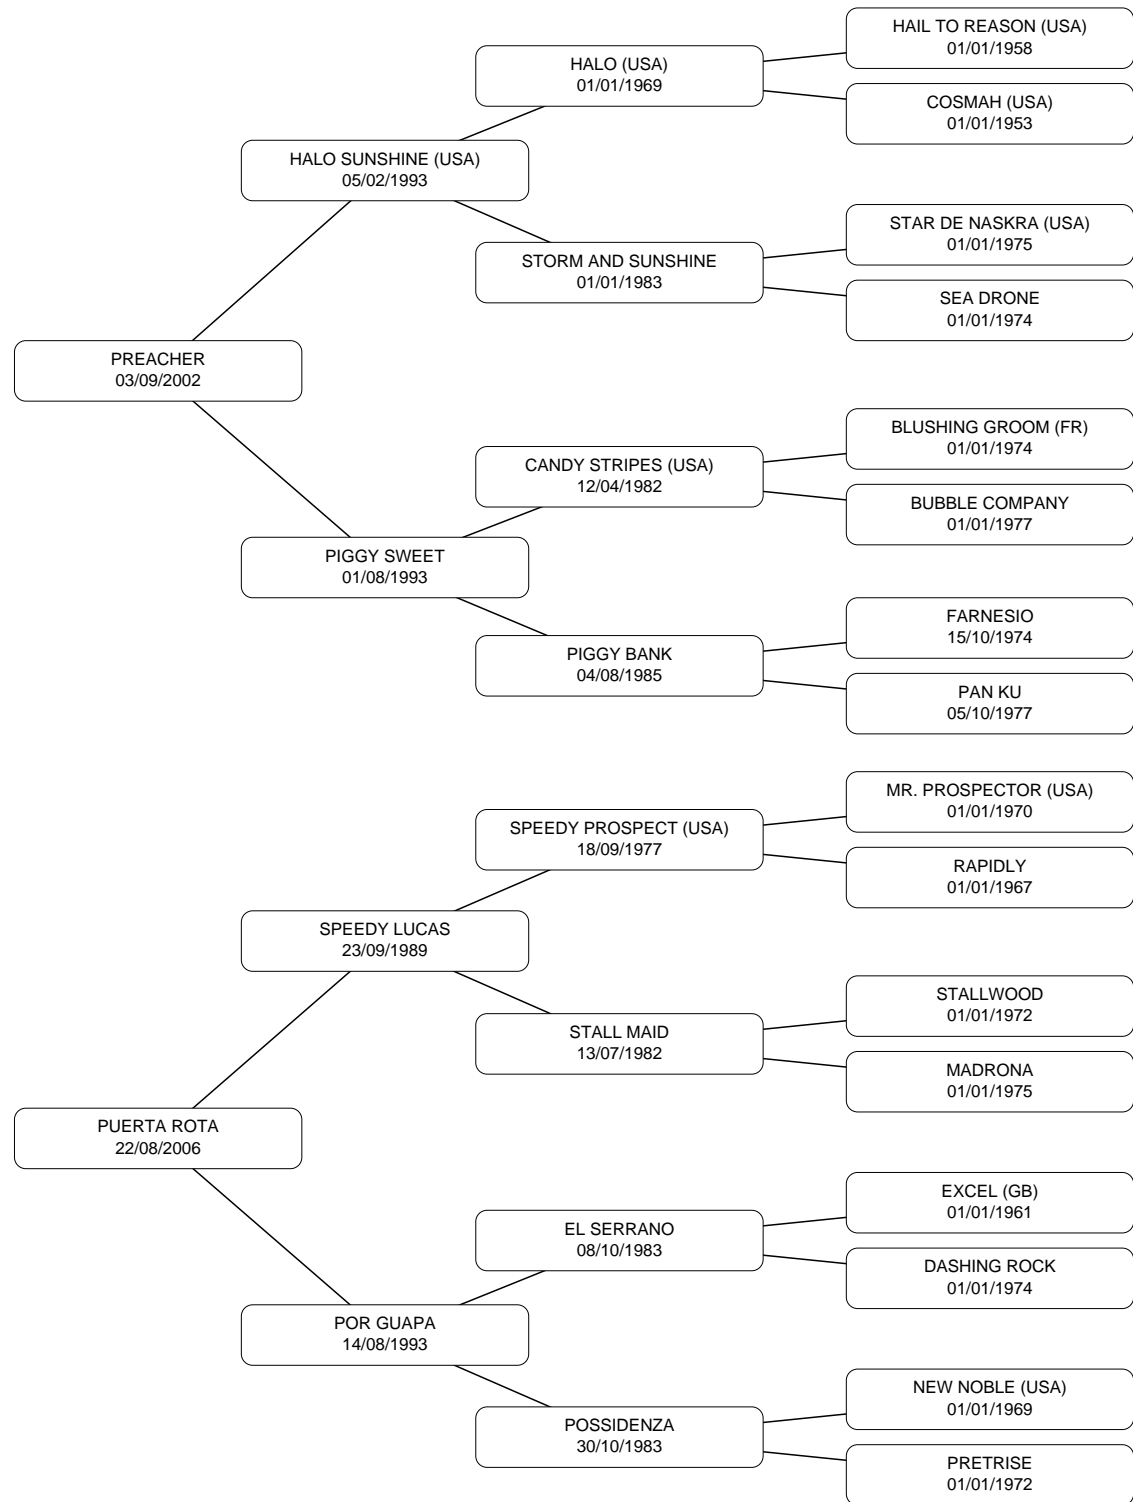 HAIL TO REASON (USA)
01/01/1958
HALO (USA)
01/01/1969
COSMAH (USA)
01/01/1953
HALO SUNSHINE (USA)
05/02/1993
STAR DE NASKRA (USA)
01/01/1975
STORM AND SUNSHINE
01/01/1983
SEA DRONE
01/01/1974
PREACHER
03/09/2002
BLUSHING GROOM (FR)
01/01/1974
CANDY STRIPES (USA)
12/04/1982
BUBBLE COMPANY
01/01/1977
PIGGY SWEET
01/08/1993
FARNESIO
15/10/1974
PIGGY BANK
04/08/1985
PAN KU
05/10/1977
MR. PROSPECTOR (USA)
01/01/1970
SPEEDY PROSPECT (USA)
18/09/1977
RAPIDLY
01/01/1967
SPEEDY LUCAS
23/09/1989
STALLWOOD
01/01/1972
STALL MAID
13/07/1982
MADRONA
01/01/1975
PUERTA ROTA
22/08/2006
EXCEL (GB)
01/01/1961
EL SERRANO
08/10/1983
DASHING ROCK
01/01/1974
POR GUAPA
14/08/1993
NEW NOBLE (USA)
01/01/1969
POSSIDENZA
30/10/1983
PRETRISE
01/01/1972